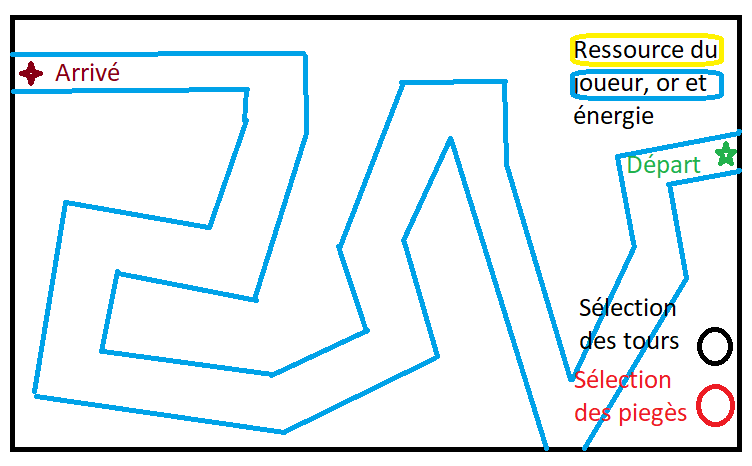 Arrivé
Ressource du
joueur, or et
énergie
Départ
Sélection
des tours
Sélection
des piegès